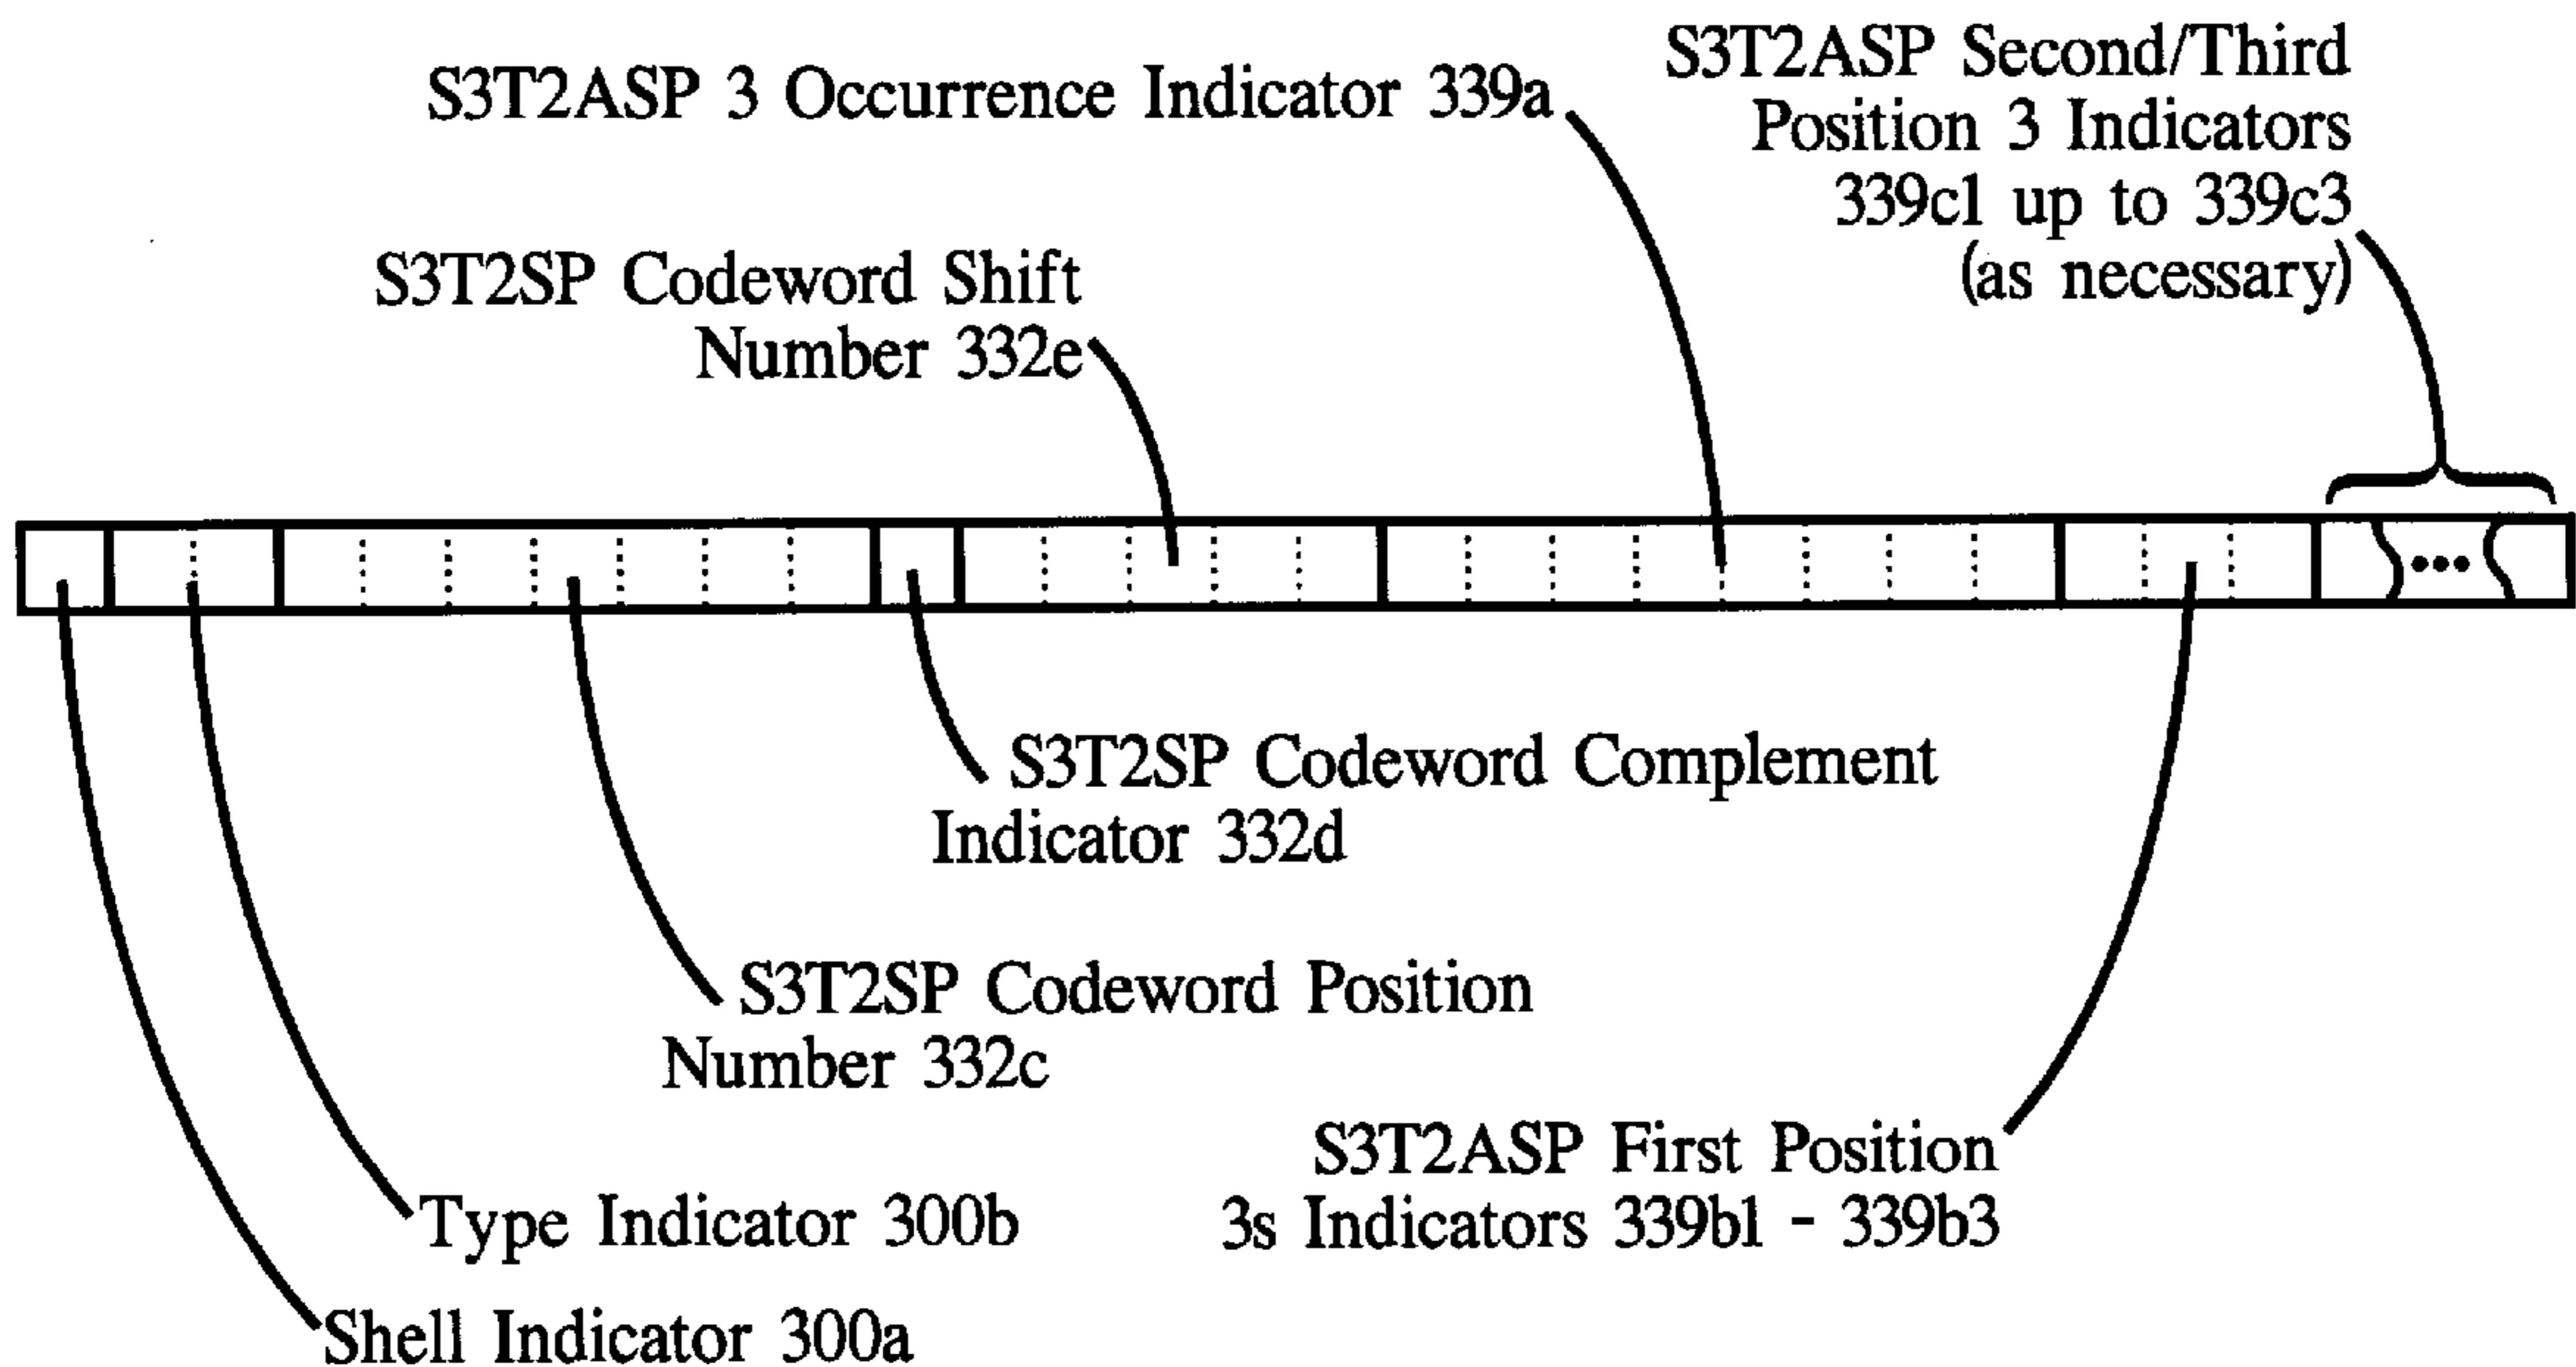 S3T2ASP 3 Occurrence Indicator 339a
S3T2ASP Second/Third
Position 3 Indicators
339c1 up to 339c3
(as necessary)
S3T2SP Codeword Shift
Number 332e
S3T2SP Codeword Complement
Indicator 332d
S3T2SP Codeword Position
Number 332c
S3T2ASP First Position
3s Indicators 339b1 - 339b3
Type Indicator 300b
Shell Indicator 300a